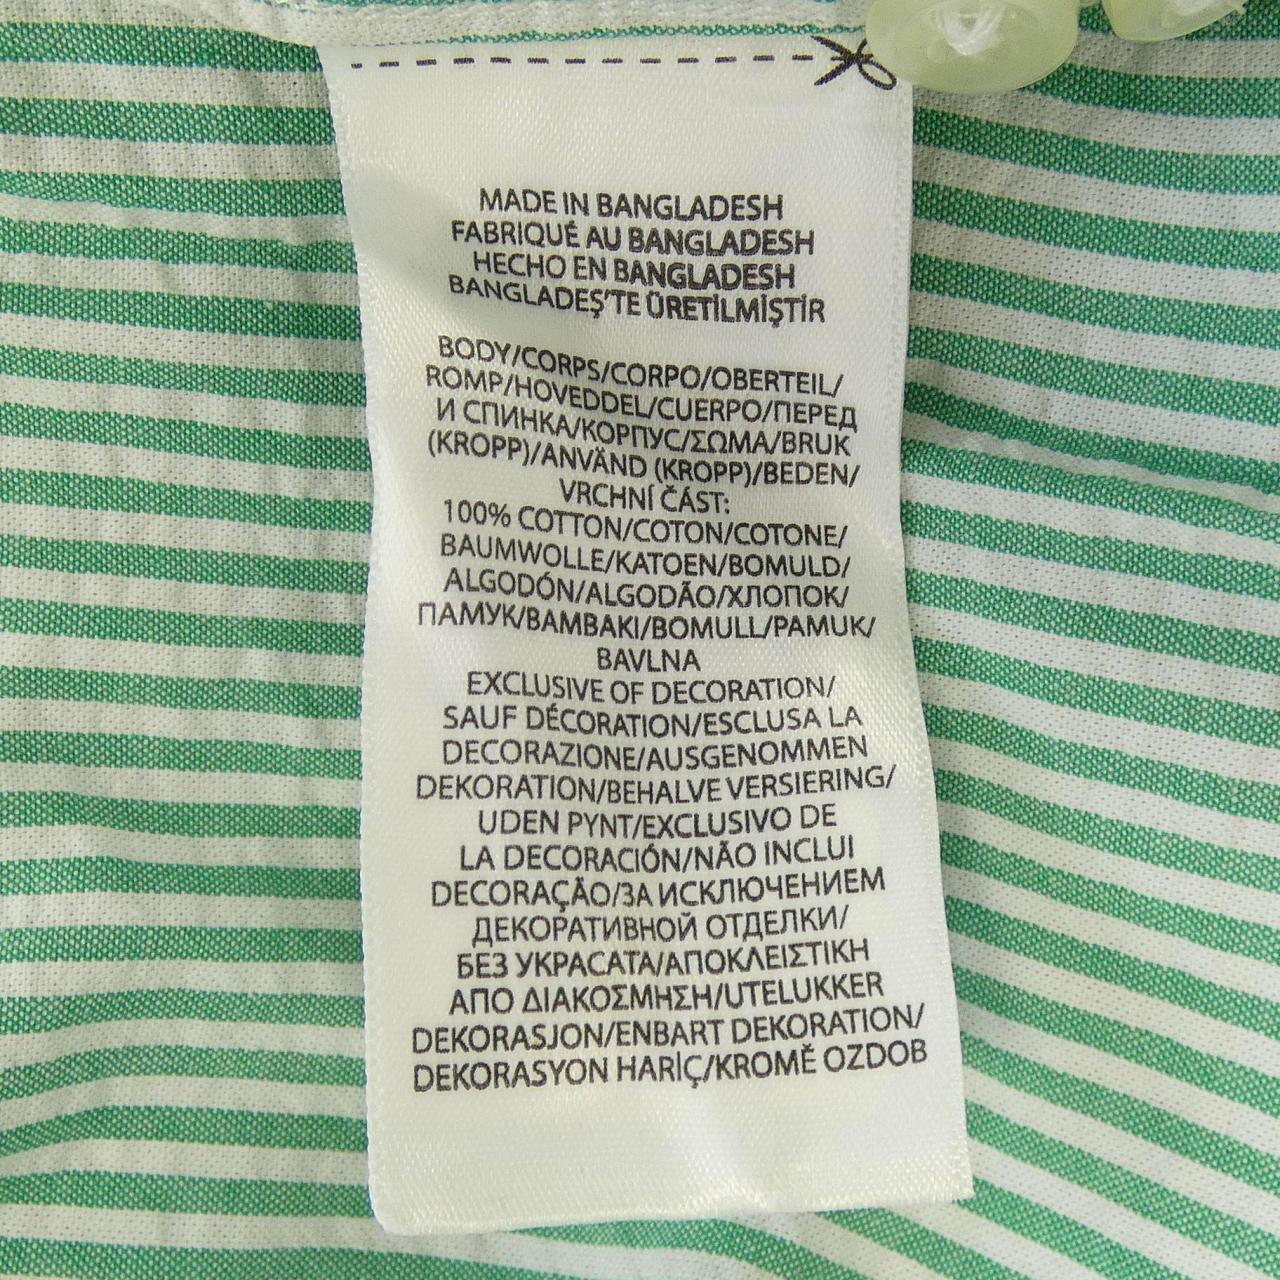 MADE IN BANGLADESH
FABRIQUÉ AU BANGLADESH
HECHO EN BANGLADESH
BANGLADEŞ'TE ÜRETİLMİŞTİR
BODY/CORPS/CORPO/OBERTEIL/
ROMP/HOVEDDEL/CUERPO/ПЕРЕД
И СПИНКА/КОРПУС/ΣΩΜΑ/BRUK
(KROPP)/ANVÄND (KROPP)/BEDEN/
VRCHNÍ ČÁST:
100% COTTON/COTON/COTONE/
BAUMWOLLE/KATOEN/BOMULD/
ALGODÓN/ALGODÃO/ХЛОПОК/
ПАМУК/BAMBAKI/BOMULL/PAMUK/
BAVLNA
EXCLUSIVE OF DECORATION/
SAUF DÉCORATION/ESCLUSA LA
DECORAZIONE/AUSGENOMMEN
DEKORATION/BEHALVE VERSIERING/
UDEN PYNT/EXCLUSIVO DE
LA DECORACIÓN/NÃO INCLUI
DECORAÇÃO/ЗА ИСКЛЮЧЕНИЕМ
ДЕКОРАТИВНОЙ ОТДЕЛКИ/
БЕЗ УКРАСАТА/ΑΠΟΚΛΕΙΣΤΙΚΗ
ΑΠΟ ΔΙΑΚΟΣΜΗΣΗ/UTELUKKER
DEKORASJON/ENBART DEKORATION/
DEKORASYON HARİÇ/KROMĚ OZDOB